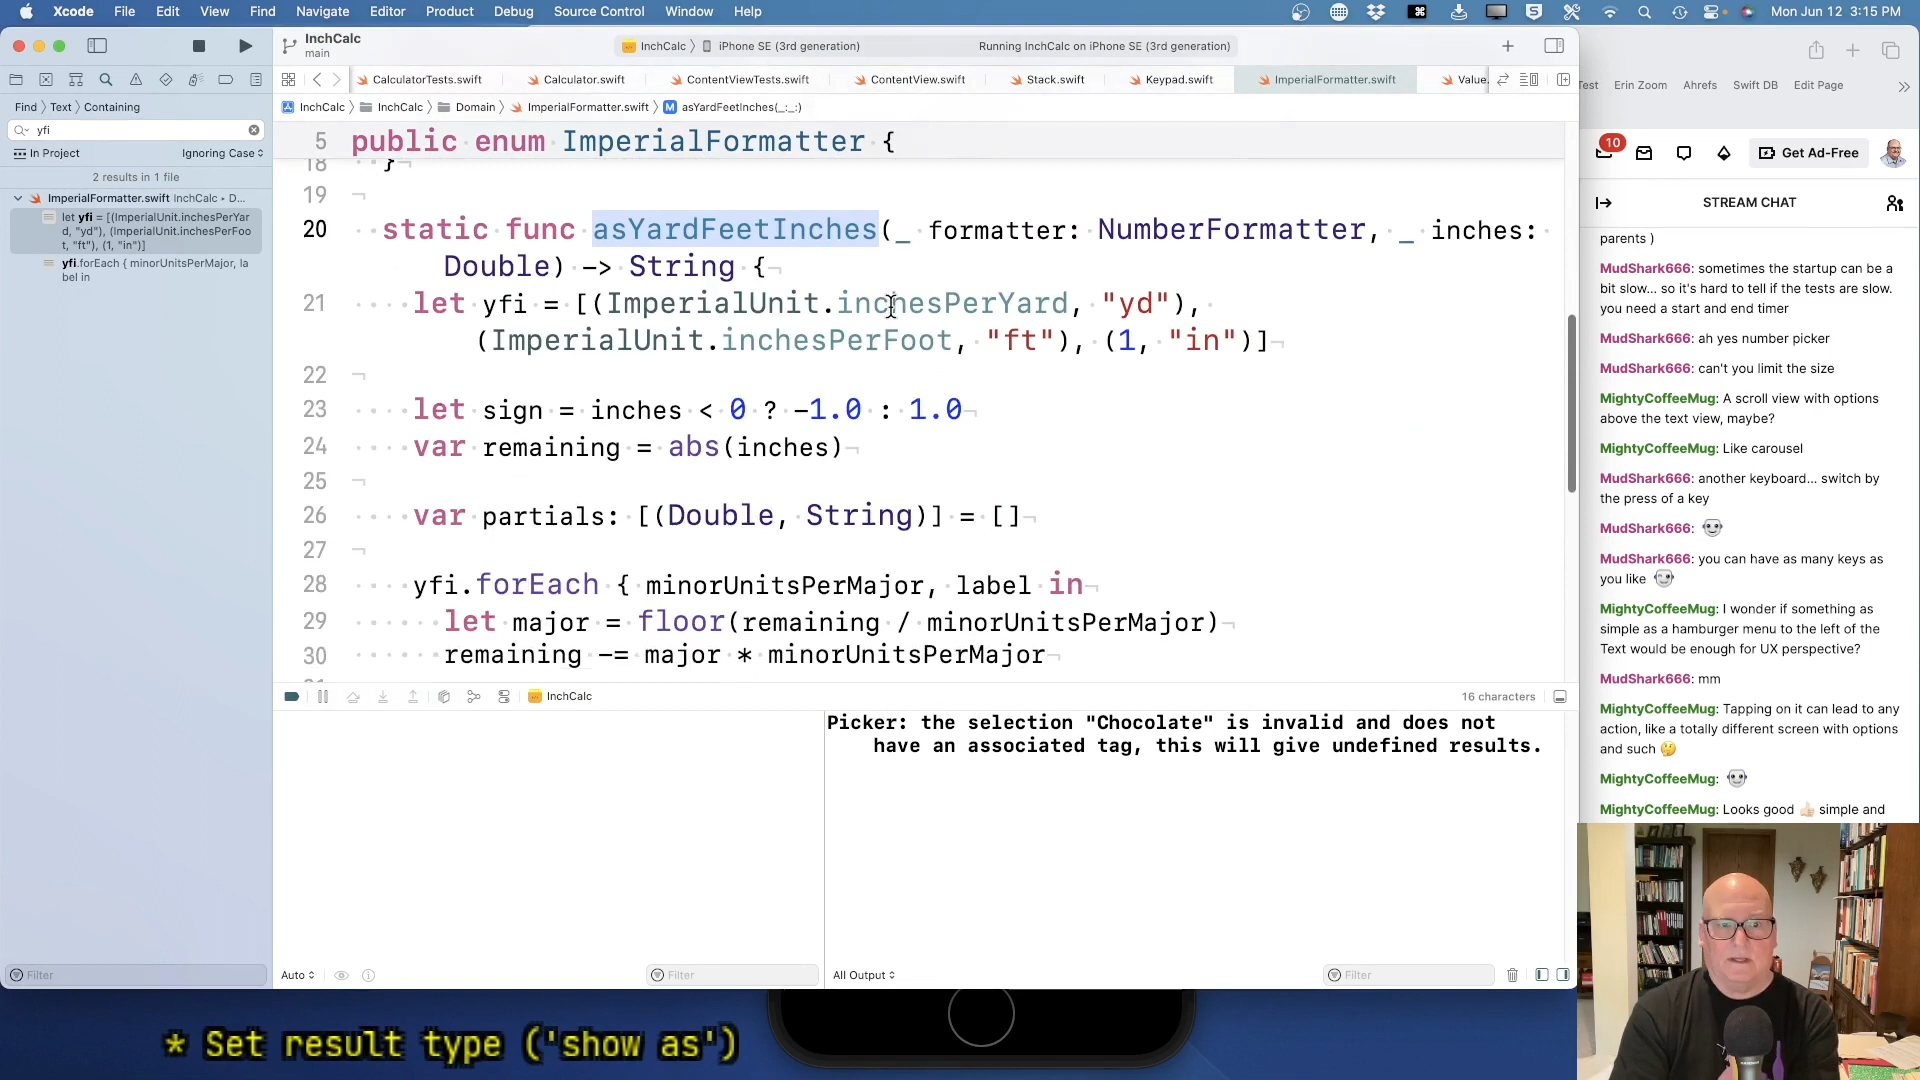 Xcode File Edit View Find Navigate Editor Product Debug Source Control Window Help
Mon Jun 12 3:15 PM
InchCalc
main
InchCalc iPhone SE (3rd generation)
Running InchCalc on iPhone SE (3rd generation)
CalculatorTests.swift Calculator.swift ContentViewTests.swift ContentView.swift Stack.swift Keypad.swift ImperialFormatter.swift Value.
InchCalc InchCalc Domain ImperialFormatter.swift M asYardFeetInches(_:_:)
Find Text Containing
yfi
In Project Ignoring Case
2 results in 1 file
ImperialFormatter.swift InchCalc • D...
let yfi = [(ImperialUnit.inchesPerYar
d, "yd"), (ImperialUnit.inchesPerFoo
t, "ft"), (1, "in")]
yfi.forEach { minorUnitsPerMajor, la
bel in
Filter
5 public enum ImperialFormatter {
18 }
19
20 static func asYardFeetInches(_ formatter: NumberFormatter, _ inches:
Double) -> String {
21 let yfi = [(ImperialUnit.inchesPerYard, "yd"),
(ImperialUnit.inchesPerFoot, "ft"), (1, "in")]
22
23 let sign = inches < 0 ? -1.0 : 1.0
24 var remaining = abs(inches)
25
26 var partials: [(Double, String)] = []
27
28 yfi.forEach { minorUnitsPerMajor, label in
29 let major = floor(remaining / minorUnitsPerMajor)
30 remaining -= major * minorUnitsPerMajor
InchCalc
16 characters
Picker: the selection "Chocolate" is invalid and does not
have an associated tag, this will give undefined results.
Auto Filter All Output Filter
* Set result type ('show as')
Test Erin Zoom Ahrefs Swift DB Edit Page
10 Get Ad-Free
STREAM CHAT
parents )
MudShark666: sometimes the startup can be a
bit slow... so it's hard to tell if the tests are slow.
you need a start and end timer
MudShark666: ah yes number picker
MudShark666: can't you limit the size
MightyCoffeeMug: A scroll view with options
above the text view, maybe?
MightyCoffeeMug: Like carousel
MudShark666: another keyboard... switch by
the press of a key
MudShark666:
MudShark666: you can have as many keys as
you like
MightyCoffeeMug: I wonder if something as
simple as a hamburger menu to the left of the
Text would be enough for UX perspective?
MudShark666: mm
MightyCoffeeMug: Tapping on it can lead to any
action, like a totally different screen with options
and such
MightyCoffeeMug:
MightyCoffeeMug: Looks good 👍🏻 simple and